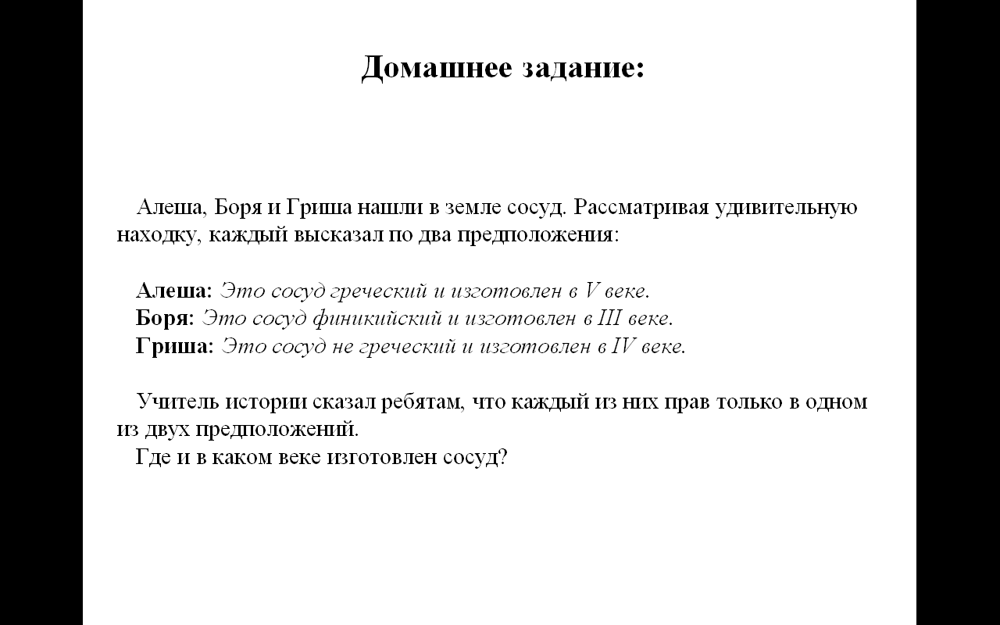 Домашнее задание:
Алеша, Боря и Гриша нашли в земле сосуд. Рассматривая удивительную
находку, каждый высказал по два предположения:
Алеша: Это сосуд греческий и изготовлен в V веке.
Боря: Это сосуд финикийский и изготовлен в III веке.
Гриша: Это сосуд не греческий и изготовлен в IV веке.
Учитель истории сказал ребятам, что каждый из них прав только в одном
из двух предположений.
Где и в каком веке изготовлен сосуд?